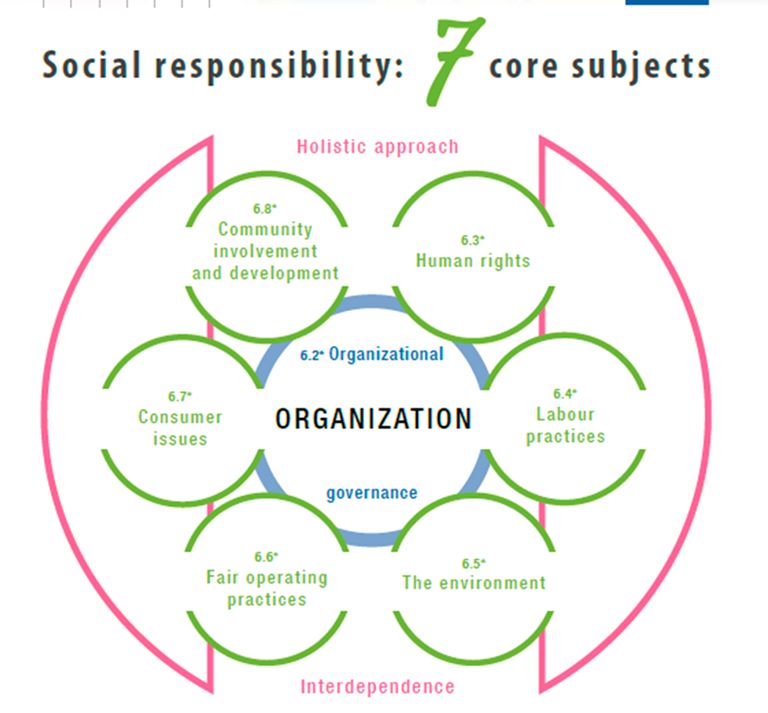 Social responsibility: 7 core subjects
Holistic approach
6.8*
Community
involvement
and development
6.3*
Human rights
6.2* Organizational
ORGANIZATION
governance
6.7*
Consumer
issues
6.4*
Labour
practices
6.6*
Fair operating
practices
6.5*
The environment
Interdependence